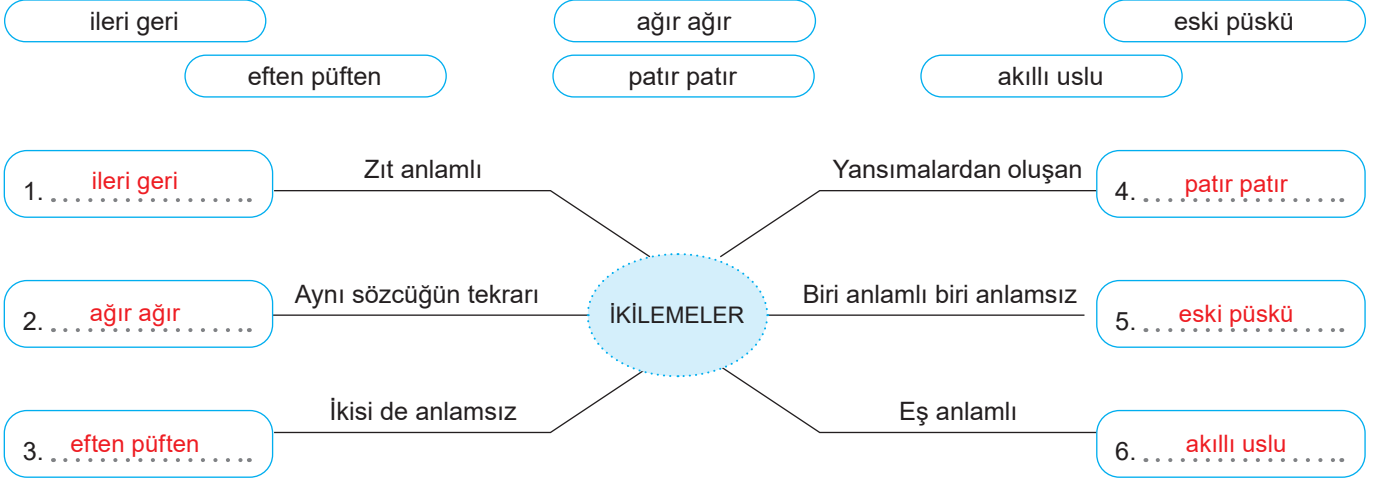 ileri geri
ağır ağır
eski püskü
eften püften
patır patır
akıllı uslu
Zıt anlamlı
Yansımalardan oluşan
1. ileri geri
4. patır patır
Aynı sözcüğün tekrarı
Biri anlamlı biri anlamsız
2. ağır ağır
İKİLEMELER
5. eski püskü
İkisi de anlamsız
Eş anlamlı
3. eften püften
6. akıllı uslu